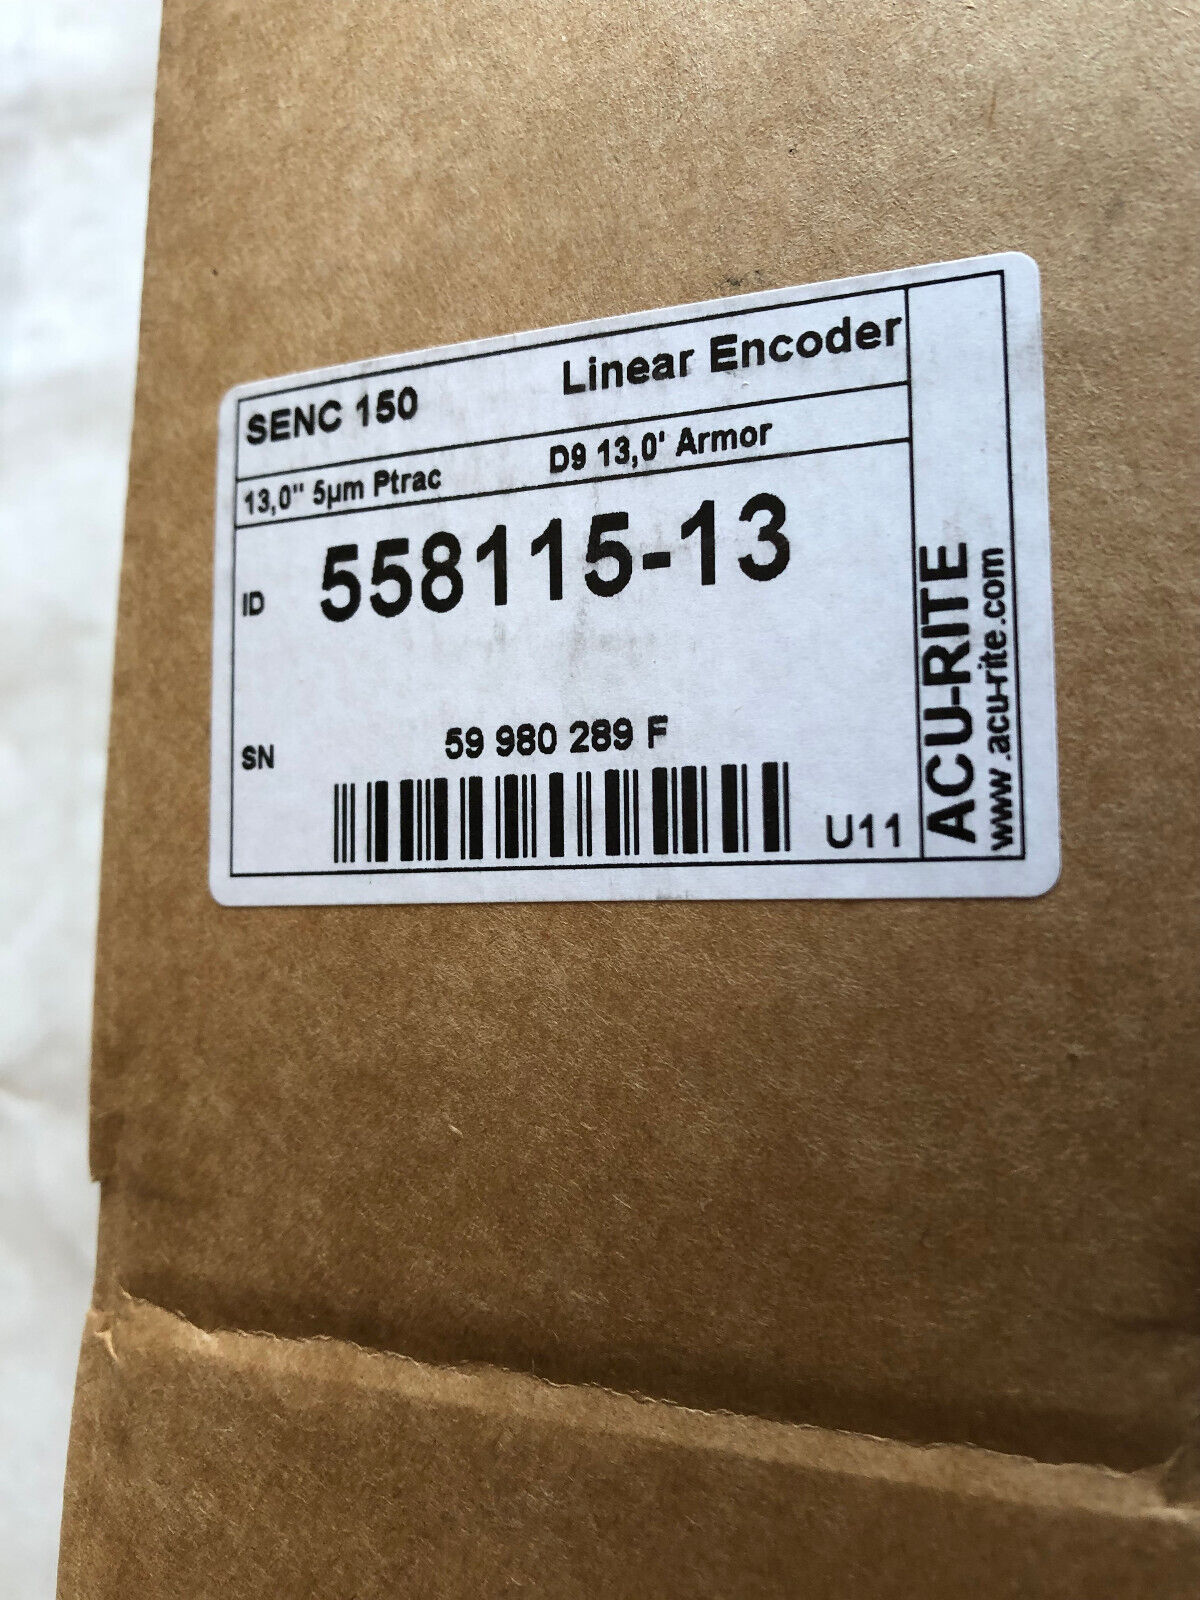 SENC 150 Linear Encoder
13,0" 5µm Ptrac D9 13,0' Armor
ID 558115-13
SN 59 980 289 F
U11
ACU-RITE
www.acu-rite.com